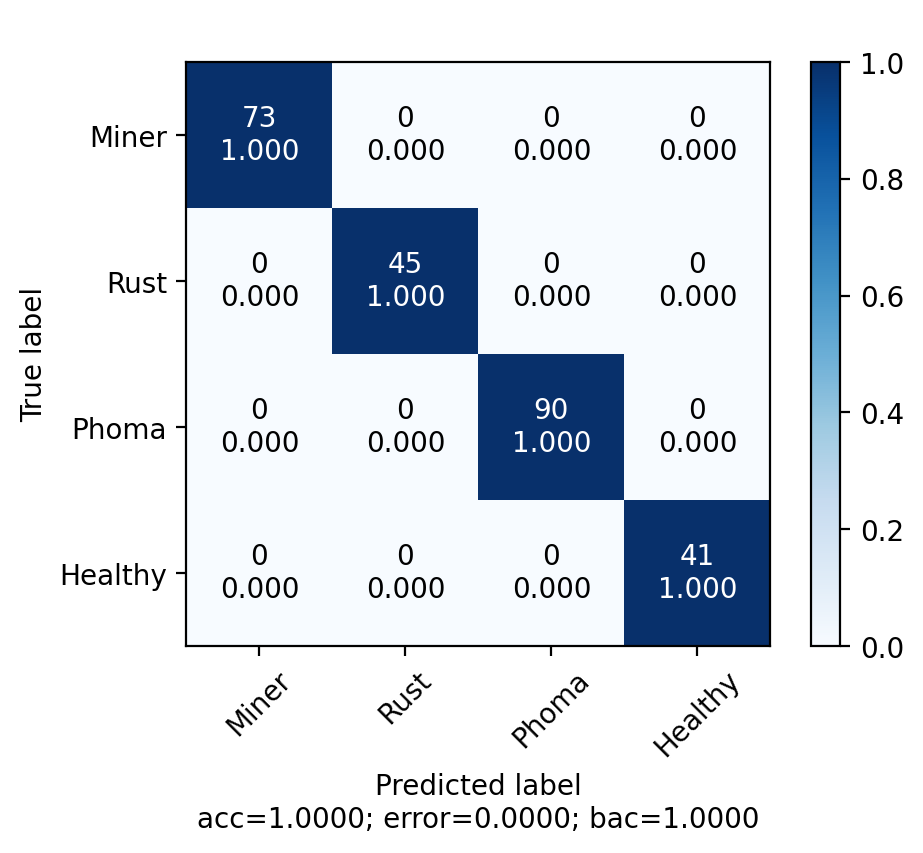 True label
Miner
Rust
Phoma
Healthy
73 0 0 0
1.000 0.000 0.000 0.000
0 45 0 0
0.000 1.000 0.000 0.000
0 0 90 0
0.000 0.000 1.000 0.000
0 0 0 41
0.000 0.000 0.000 1.000
Miner Rust Phoma Healthy
Predicted label
acc=1.0000; error=0.0000; bac=1.0000
1.0
0.8
0.6
0.4
0.2
0.0